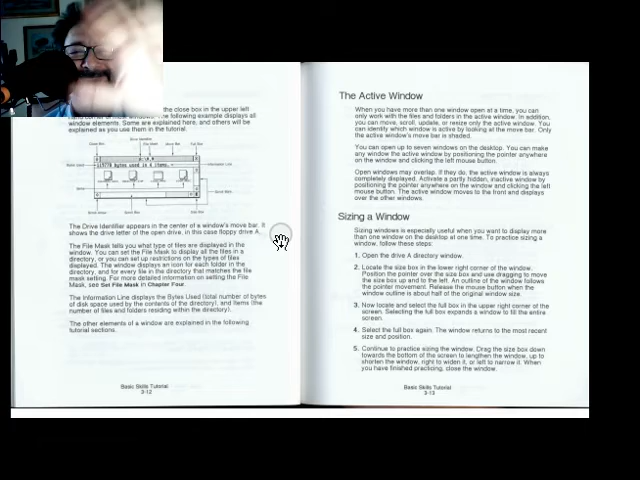 the close box in the upper left
The following example displays all
window elements. Some are explained here, and others will be
explained as you use them in the tutorial.
The Drive Identifier appears in the center of a window's move bar. It
shows the drive letter of the open drive, in this case floppy drive A.
The File Mask tells you what type of files are displayed in the
window. You can set the File Mask to display all the files in a
directory, or you can set up restrictions on the types of files
displayed. The window displays an icon for each folder in the
directory, and for every file in the directory that matches the file
mask setting. For more detailed information on setting the File
Mask, see Set File Mask in Chapter Four.
The Information Line displays the Bytes Used (total number of bytes
of disk space used by the contents of the directory), and Items (the
number of files and folders residing within the directory).
The other elements of a window are explained in the following
tutorial sections.
Basic Skills Tutorial
3-12
The Active Window
When you have more than one window open at a time, you can
only work with the files and folders in the active window. In addition,
you can move, scroll, update, or resize only the active window. You
can identify which window is active by looking at the move bar. Only
the active window's move bar is shaded.
You can open up to seven windows on the desktop. You can make
any window the active window by positioning the pointer anywhere
on the window and clicking the left mouse button.
Open windows may overlap. If they do, the active window is always
completely displayed. Activate a partly hidden, inactive window by
positioning the pointer anywhere on the window and clicking the left
mouse button. The active window moves to the front and displays
over the other windows.
Sizing a Window
Sizing windows is especially useful when you want to display more
than one window on the desktop at one time. To practice sizing a
window, follow these steps:
1. Open the drive A directory window.
2. Locate the size box in the lower right corner of the window.
Position the pointer over the size box and use dragging to move
the size box up and to the left. An outline of the window follows
the pointer movement. Release the mouse button when the
window outline is about half of the original window size.
3. Now locate and select the full box in the upper right corner of the
screen. Selecting the full box expands a window to fill the entire
screen.
4. Select the full box again. The window returns to the most recent
size and position.
5. Continue to practice sizing the window. Drag the size box down
towards the bottom of the screen to lengthen the window, up to
shorten the window, right to widen it, or left to narrow it. When
you have finished practicing, close the window.
Basic Skills Tutorial
3-13